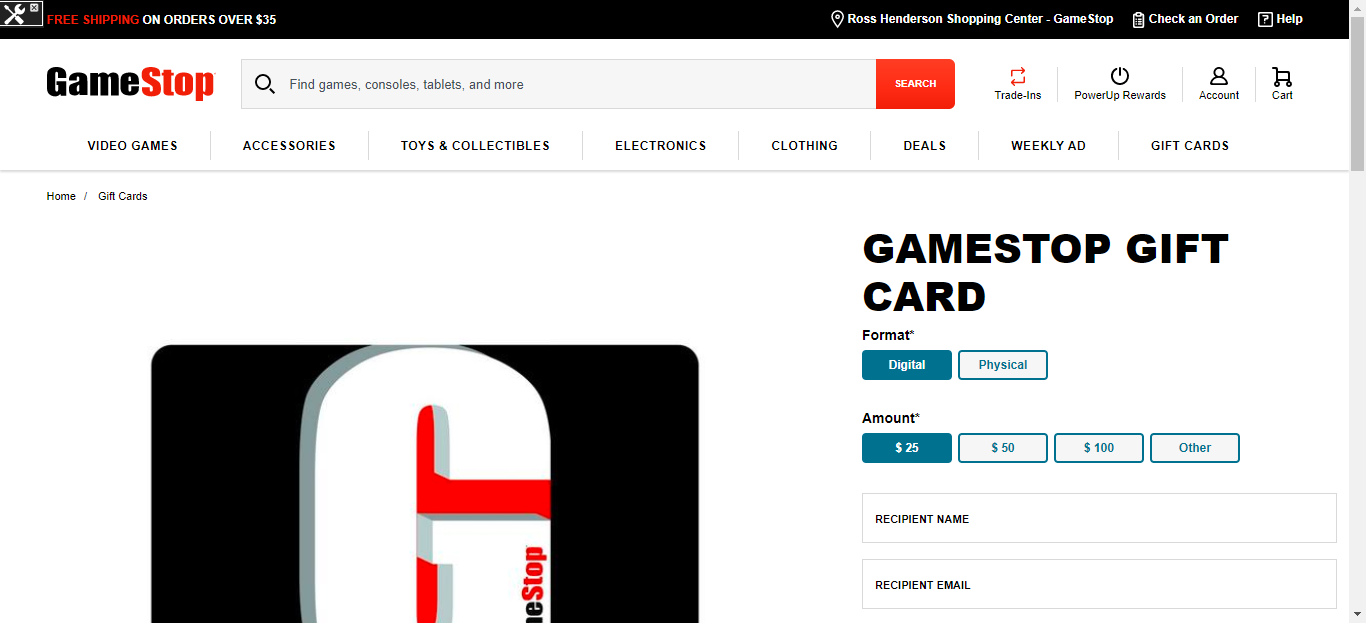 FREE SHIPPING ON ORDERS OVER $35
Ross Henderson Shopping Center - GameStop
Check an Order
Help
GameStop
Find games, consoles, tablets, and more
SEARCH
Trade-Ins
PowerUp Rewards
Account
Cart
VIDEO GAMES
ACCESSORIES
TOYS & COLLECTIBLES
ELECTRONICS
CLOTHING
DEALS
WEEKLY AD
GIFT CARDS
Home / Gift Cards
GAMESTOP GIFT
CARD
Format*
Digital
Physical
Amount*
$ 25
$ 50
$ 100
Other
RECIPIENT NAME
RECIPIENT EMAIL
meStop